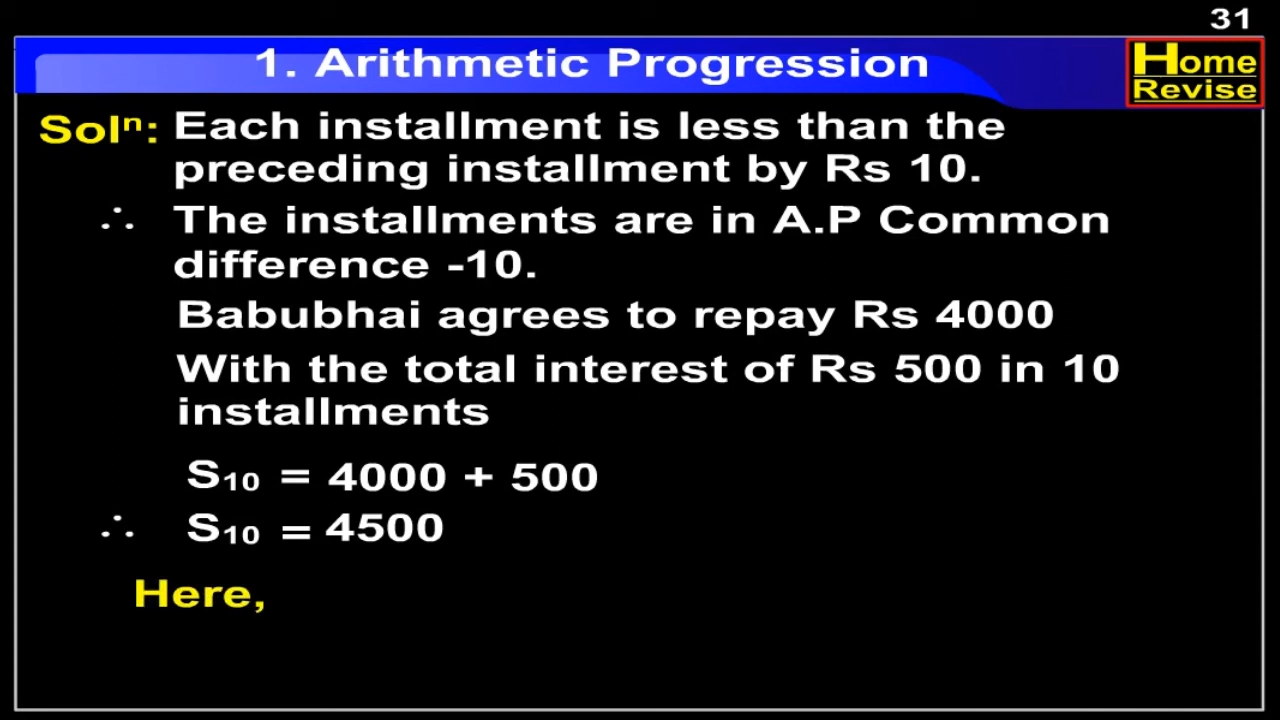 31
1. Arithmetic Progression
Home
Revise
Solⁿ: Each installment is less than the
preceding installment by Rs 10.
∴ The installments are in A.P Common
difference -10.
Babubhai agrees to repay Rs 4000
With the total interest of Rs 500 in 10
installments
S₁₀ = 4000 + 500
∴ S₁₀ = 4500
Here,